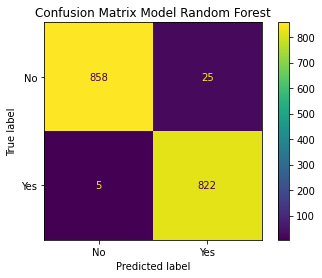 Confusion Matrix Model Random Forest
No
858
25
Yes
5
822
No
Yes
True label
Predicted label
800
700
600
500
400
300
200
100